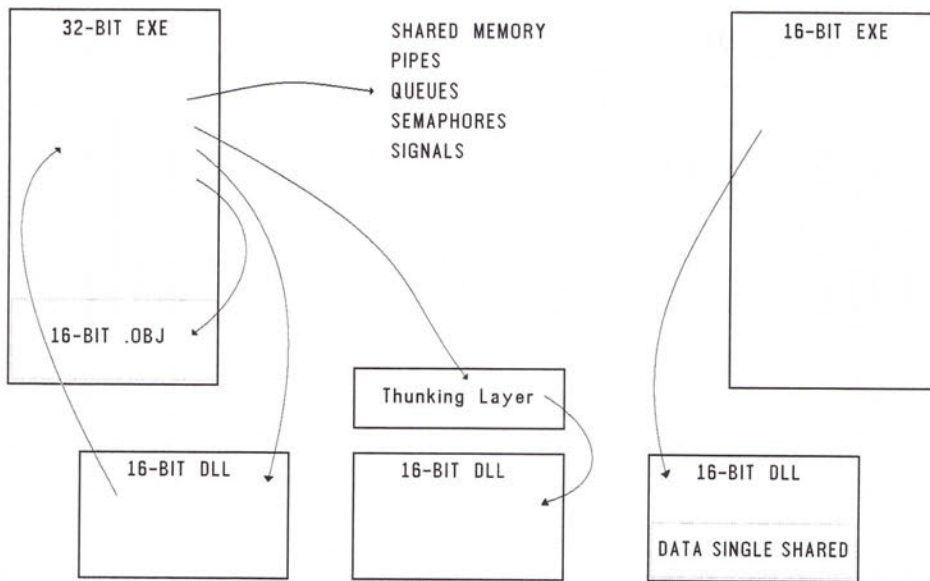 32-BIT EXE
SHARED MEMORY
PIPES
QUEUES
SEMAPHORES
SIGNALS
16-BIT EXE
16-BIT .OBJ
Thunking Layer
16-BIT DLL
16-BIT DLL
16-BIT DLL
DATA SINGLE SHARED